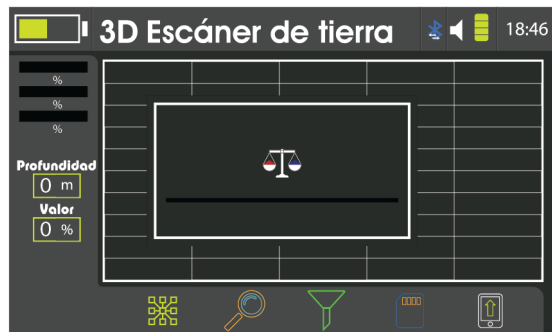 3D Escáner de tierra
18:46
%
%
%
Profundidad
0 m
Valor
0 %